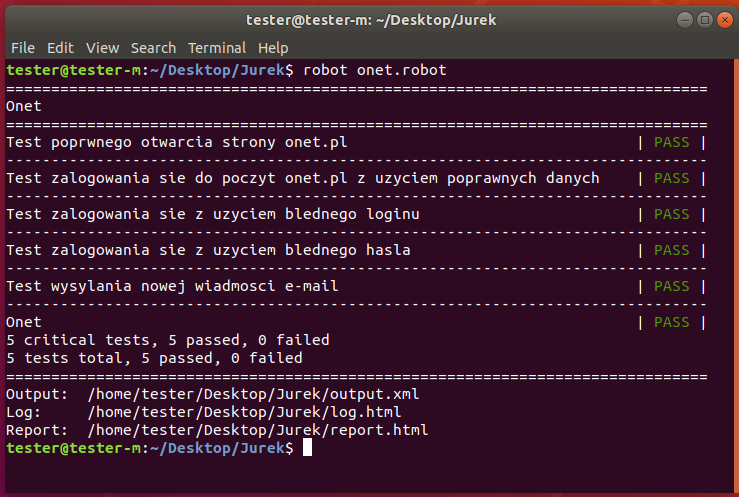 tester@tester-m: ~/Desktop/Jurek
File Edit View Search Terminal Help
tester@tester-m:~/Desktop/Jurek$ robot onet.robot
==============================================================================
Onet
==============================================================================
Test poprwnego otwarcia strony onet.pl                                | PASS |
------------------------------------------------------------------------------
Test zalogowania sie do poczyt onet.pl z uzyciem poprawnych danych    | PASS |
------------------------------------------------------------------------------
Test zalogowania sie z uzyciem blednego loginu                        | PASS |
------------------------------------------------------------------------------
Test zalogowania sie z uzyciem blednego hasla                         | PASS |
------------------------------------------------------------------------------
Test wysylania nowej wiadmosci e-mail                                 | PASS |
------------------------------------------------------------------------------
Onet                                                                  | PASS |
5 critical tests, 5 passed, 0 failed
5 tests total, 5 passed, 0 failed
==============================================================================
Output:  /home/tester/Desktop/Jurek/output.xml
Log:     /home/tester/Desktop/Jurek/log.html
Report:  /home/tester/Desktop/Jurek/report.html
tester@tester-m:~/Desktop/Jurek$